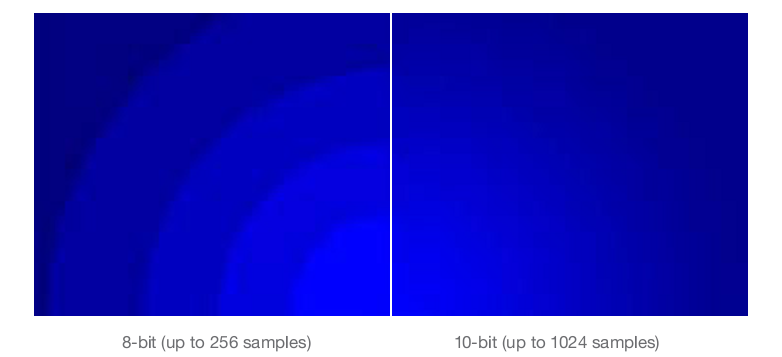 8-bit (up to 256 samples)
10-bit (up to 1024 samples)